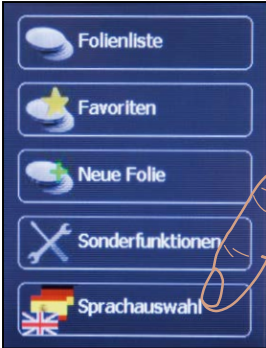 Folienliste
Favoriten
Neue Folie
Sonderfunktionen
Sprachauswahl